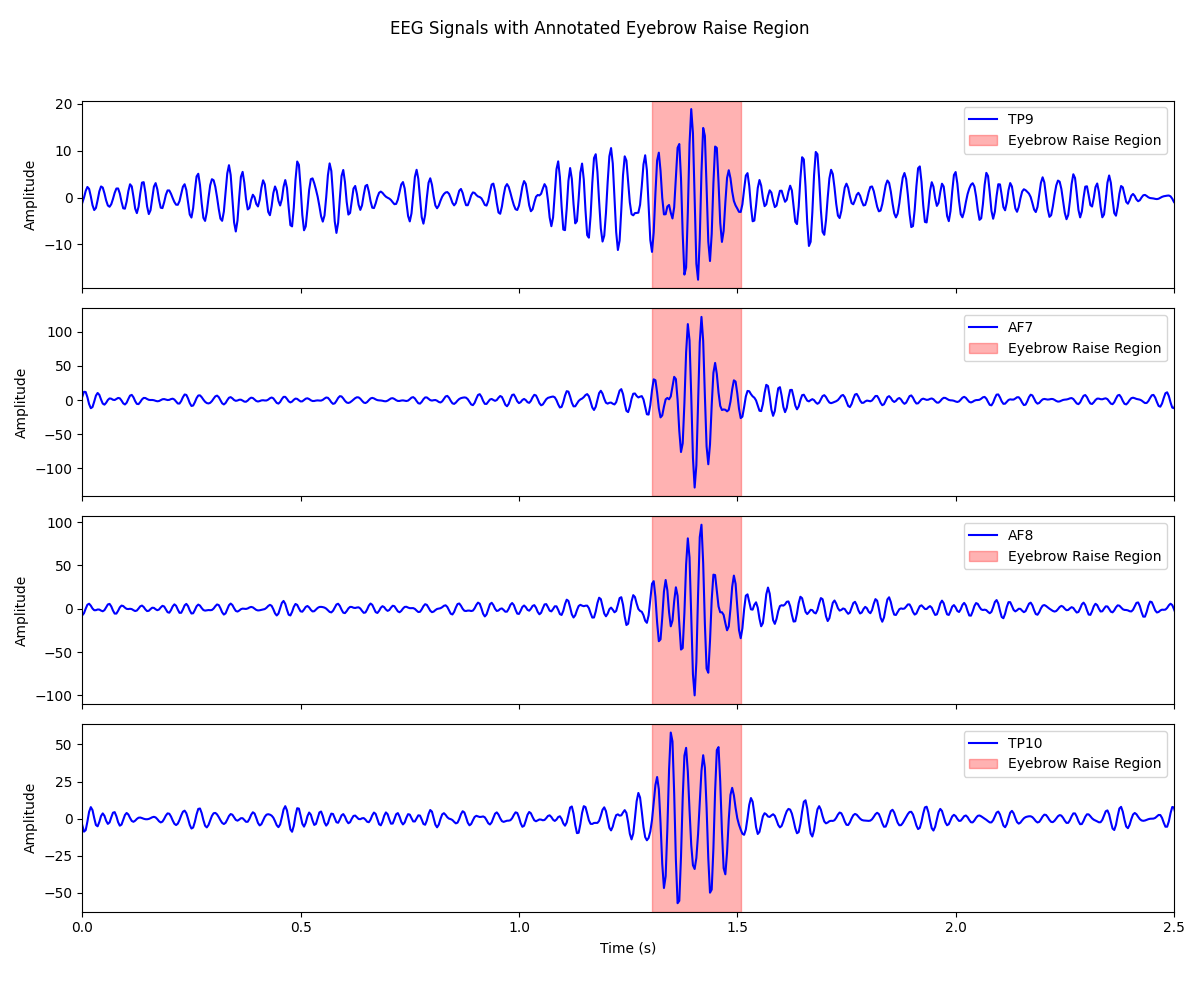 EEG Signals with Annotated Eyebrow Raise Region
20
10
0
−10
Amplitude
TP9
Eyebrow Raise Region
100
50
0
−50
−100
Amplitude
AF7
Eyebrow Raise Region
100
50
0
−50
−100
Amplitude
AF8
Eyebrow Raise Region
50
25
0
−25
−50
Amplitude
TP10
Eyebrow Raise Region
0.0 0.5 1.0 1.5 2.0 2.5
Time (s)